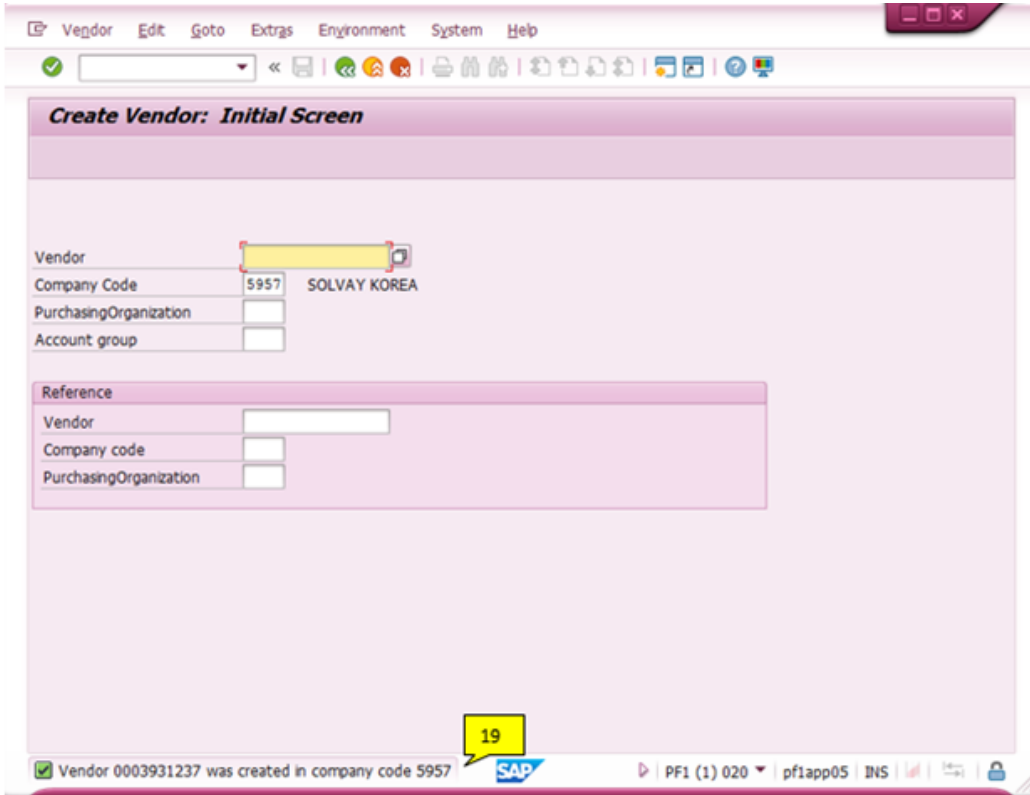 Vendor Edit Goto Extras Environment System Help
Create Vendor: Initial Screen
Vendor
Company Code 5957 SOLVAY KOREA
PurchasingOrganization
Account group
Reference
Vendor
Company code
PurchasingOrganization
19
Vendor 0003931237 was created in company code 5957 SAP PF1 (1) 020 pf1app05 INS